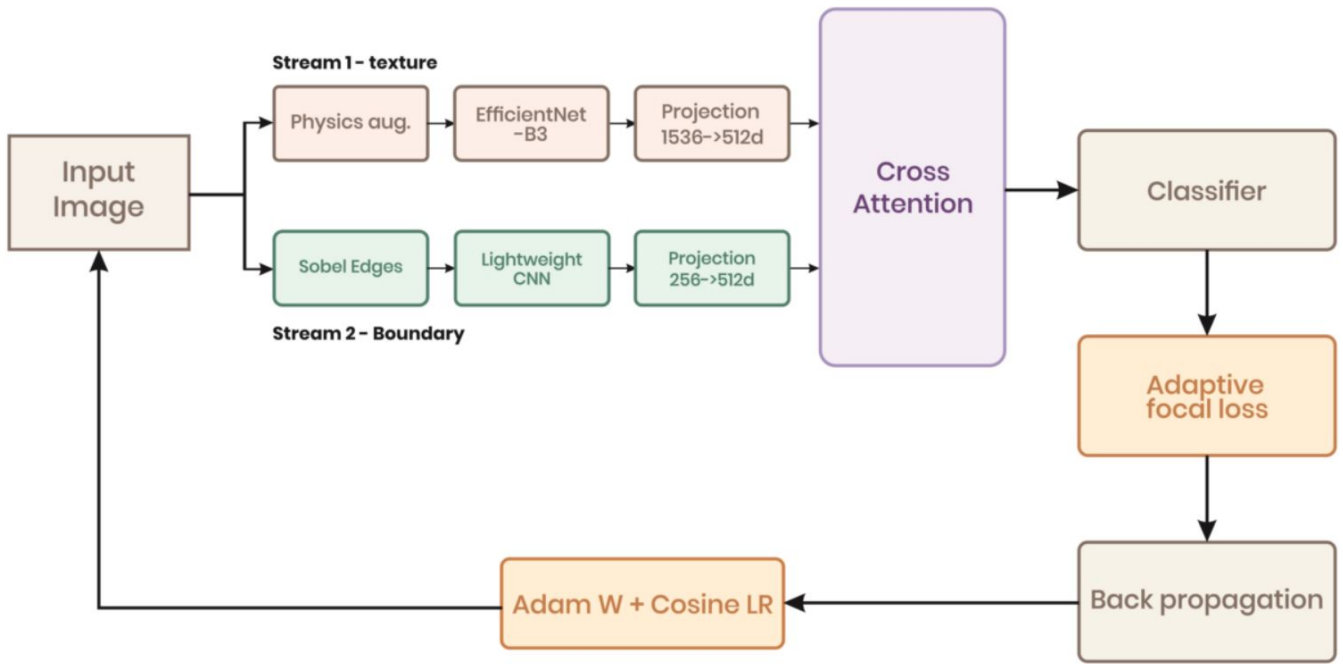 Stream 1 - texture
Physics aug.
EfficientNet
-B3
Projection
1536->512d
Input
Image
Cross
Attention
Classifier
Sobel Edges
Lightweight
CNN
Projection
256->512d
Stream 2 - Boundary
Adaptive
focal loss
Back propagation
Adam W + Cosine LR